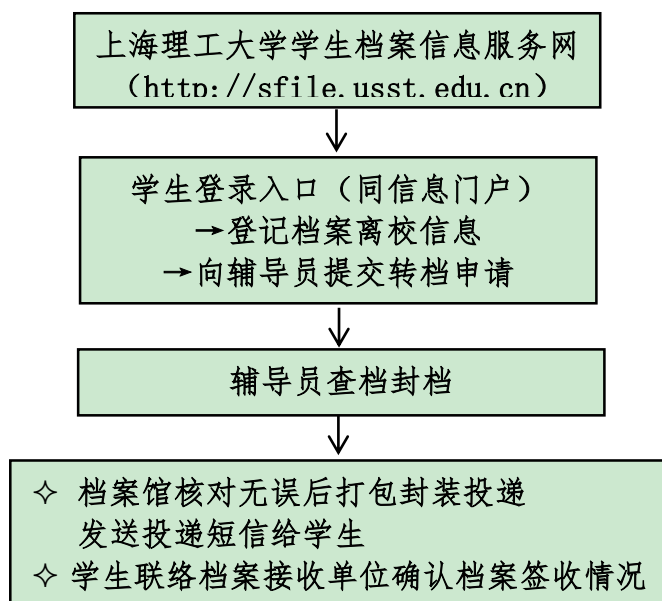 上海理工大学学生档案信息服务网
（http://sfile.usst.edu.cn）
学生登录入口（同信息门户）
→登记档案离校信息
→向辅导员提交转档申请
辅导员查档封档
✧ 档案馆核对无误后打包封装投递
发送投递短信给学生
✧ 学生联络档案接收单位确认档案签收情况